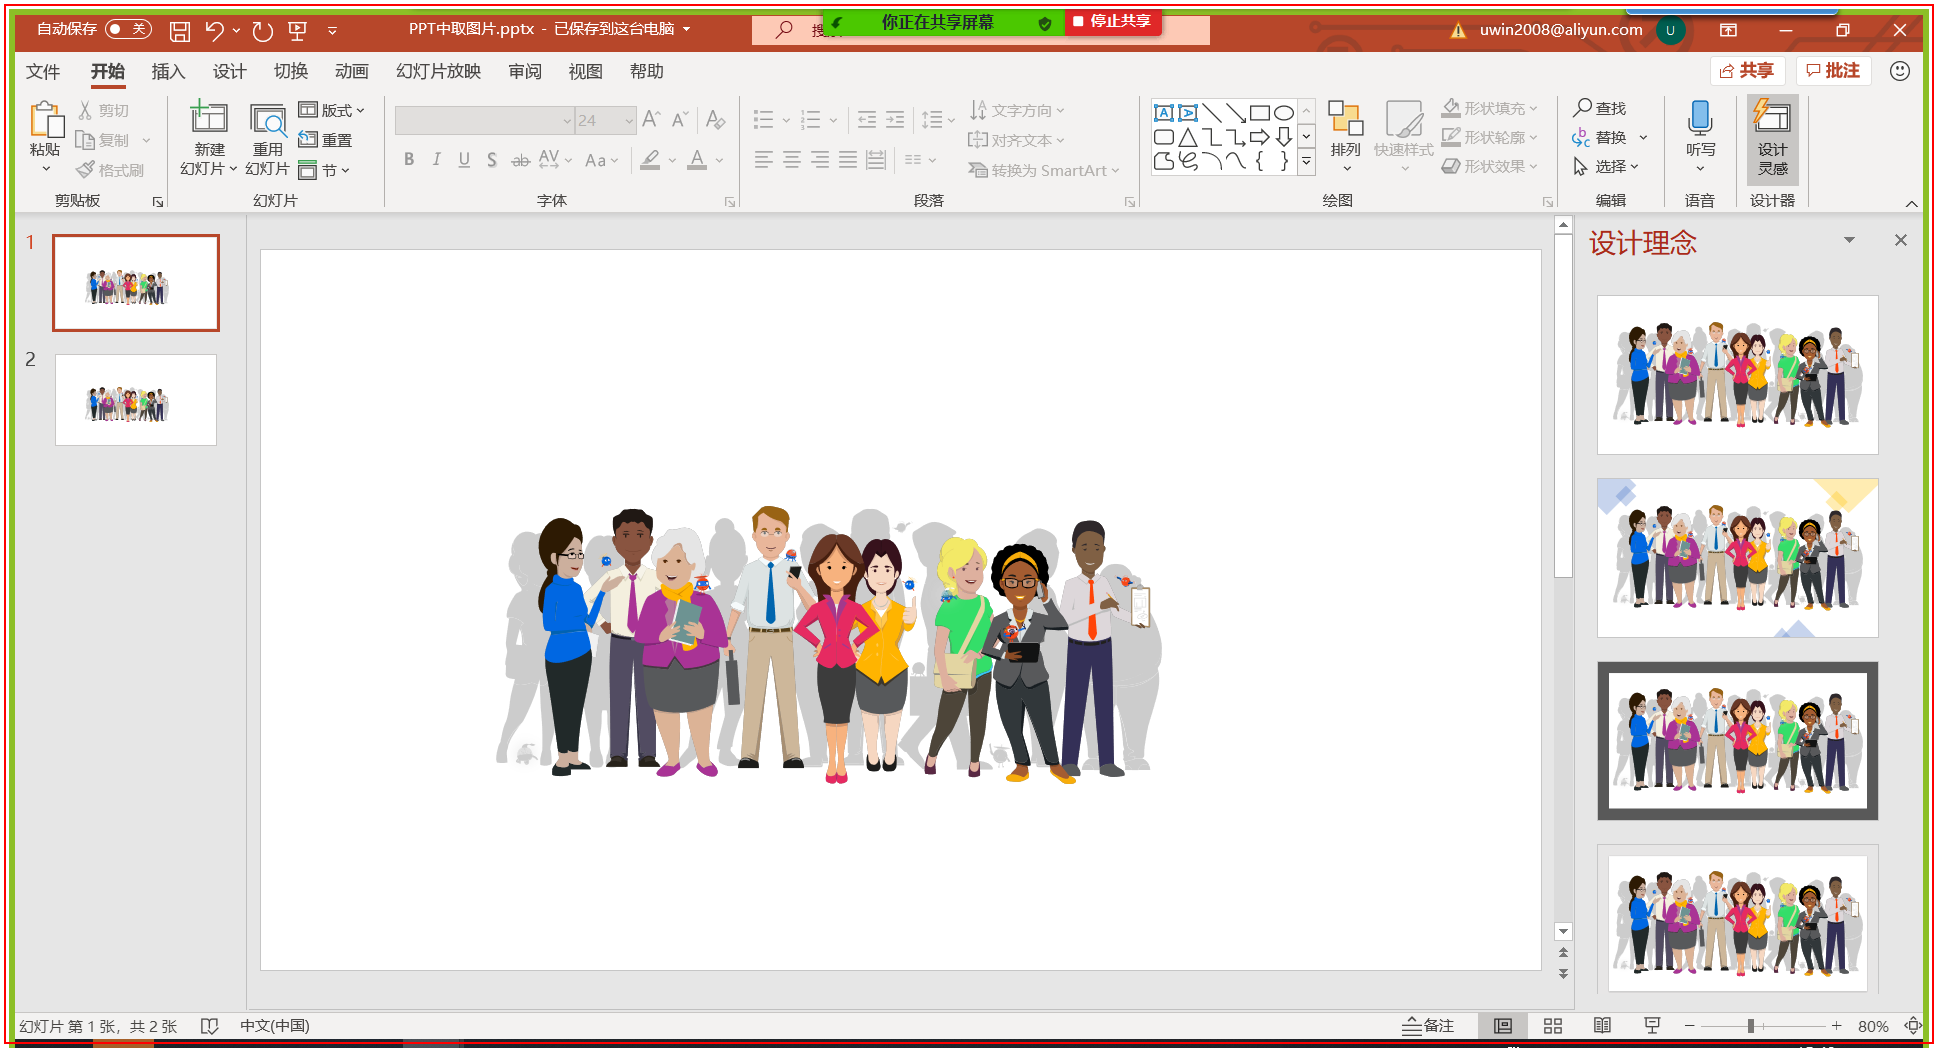 自动保存 关
PPT中取图片.pptx - 已保存到这台电脑
你正在共享屏幕
停止共享
uwin2008@aliyun.com
U
文件 开始 插入 设计 切换 动画 幻灯片放映 审阅 视图 帮助
共享 批注
粘贴
剪切
复制
格式刷
剪贴板
新建
幻灯片
重用
幻灯片
版式
重置
节
幻灯片
24
A A A
B I U S ab AV Aa A
字体
文字方向
对齐文本
转换为 SmartArt
段落
A A
排列
快速样式
形状填充
形状轮廓
形状效果
绘图
查找
替换
选择
编辑
听写
语音
设计
灵感
设计器
1
2
设计理念
幻灯片 第 1 张，共 2 张
中文(中国)
备注
80%